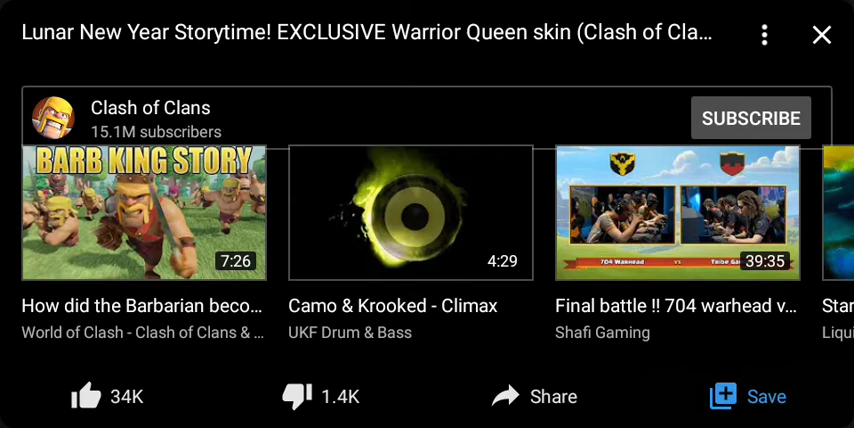 Lunar New Year Storytime! EXCLUSIVE Warrior Queen skin (Clash of Cla...
Clash of Clans
15.1M subscribers
SUBSCRIBE
BARB KING STORY
7:26
4:29
704 Warhead vs
39:35
How did the Barbarian beco...
World of Clash - Clash of Clans & ...
Camo & Krooked - Climax
UKF Drum & Bass
Final battle !! 704 warhead v...
Shafi Gaming
Star
Liqui
34K
1.4K
Share
Save